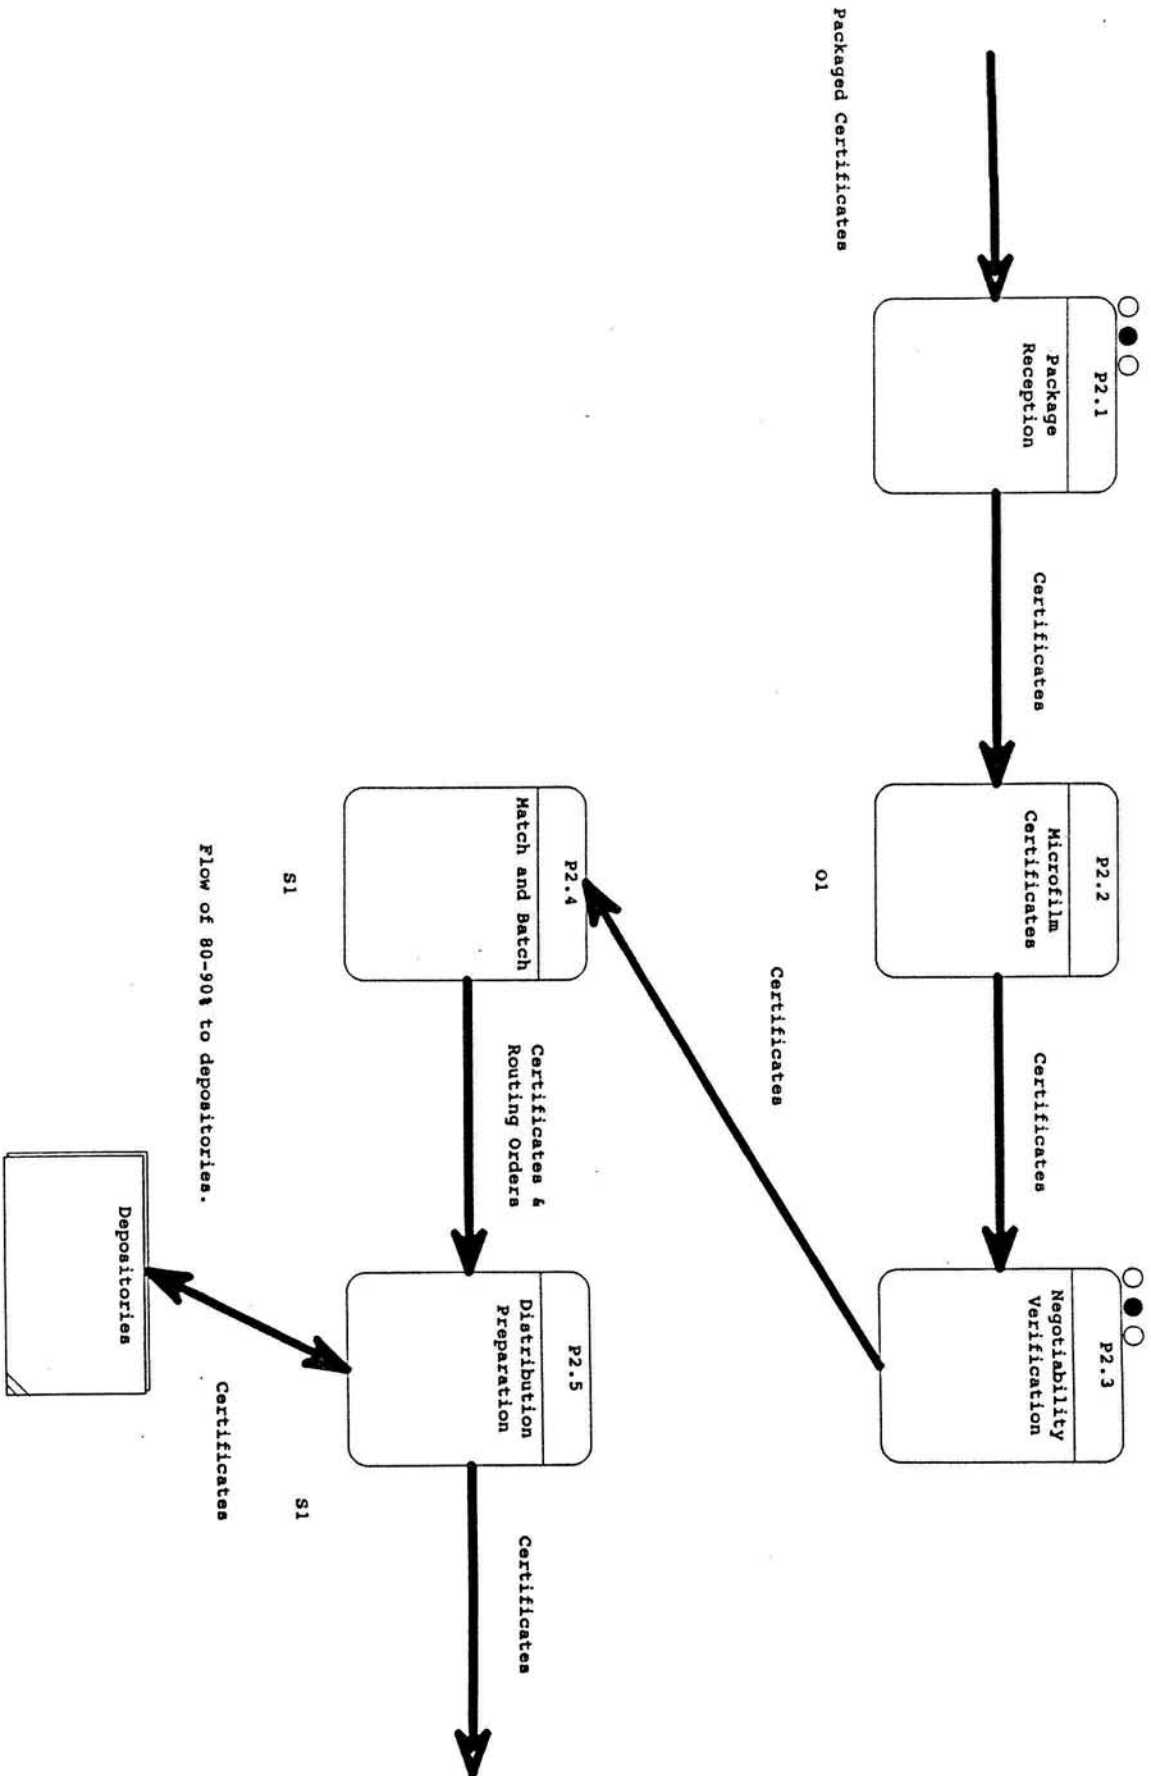 P2.1
Package
Reception
Packaged Certificates
Certificates
P2.2
Microfilm
Certificates
O1
Certificates
P2.3
Negotiability
Verification
Certificates
P2.4
Match and Batch
S1
Certificates &
Routing Orders
P2.5
Distribution
Preparation
S1
Certificates
Flow of 80-90% to depositories.
Certificates
Depositories